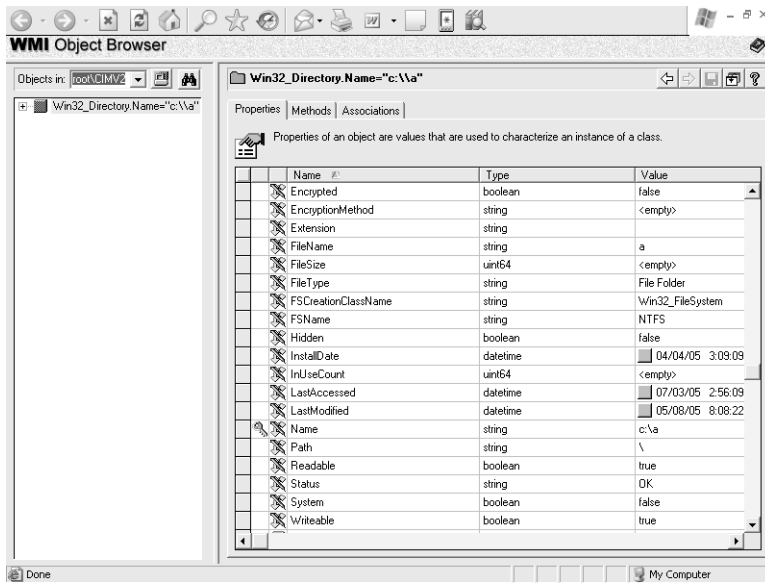 WMI Object Browser
Objects in: root\CIMV2
Win32_Directory.Name="c:\\a"
Win32_Directory.Name="c:\\a"
Properties Methods Associations
Properties of an object are values that are used to characterize an instance of a class.
Name Type Value
Encrypted boolean false
EncryptionMethod string <empty>
Extension string
FileName string a
FileSize uint64 <empty>
FileType string File Folder
FSCreationClassName string Win32_FileSystem
FSName string NTFS
Hidden boolean false
InstallDate datetime 04/04/05 3:09:09
InUseCount uint64 <empty>
LastAccessed datetime 07/03/05 2:56:09
LastModified datetime 05/08/05 8:08:22
Name string c:\a
Path string \
Readable boolean true
Status string OK
System boolean false
Writeable boolean true
Done My Computer